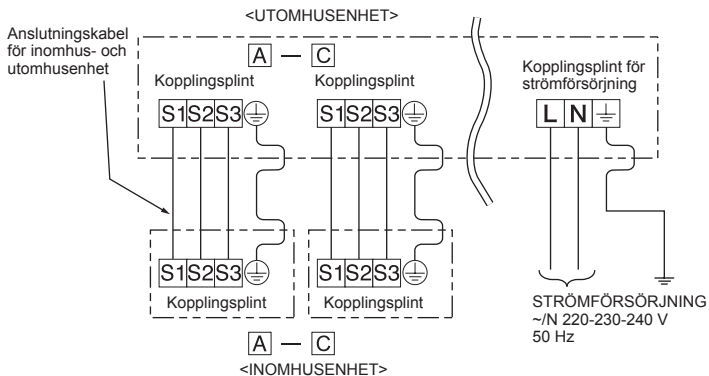 <UTOMHUSENHET>
Anslutningskabel
för inomhus- och
utomhusenhet
A — C
Kopplingsplint
Kopplingsplint
Kopplingsplint för
strömförsörjning
S1 S2 S3
S1 S2 S3
L N
S1 S2 S3
S1 S2 S3
Kopplingsplint
Kopplingsplint
STRÖMFÖRSÖRJNING
~/N 220-230-240 V
50 Hz
A — C
<INOMHUSENHET>